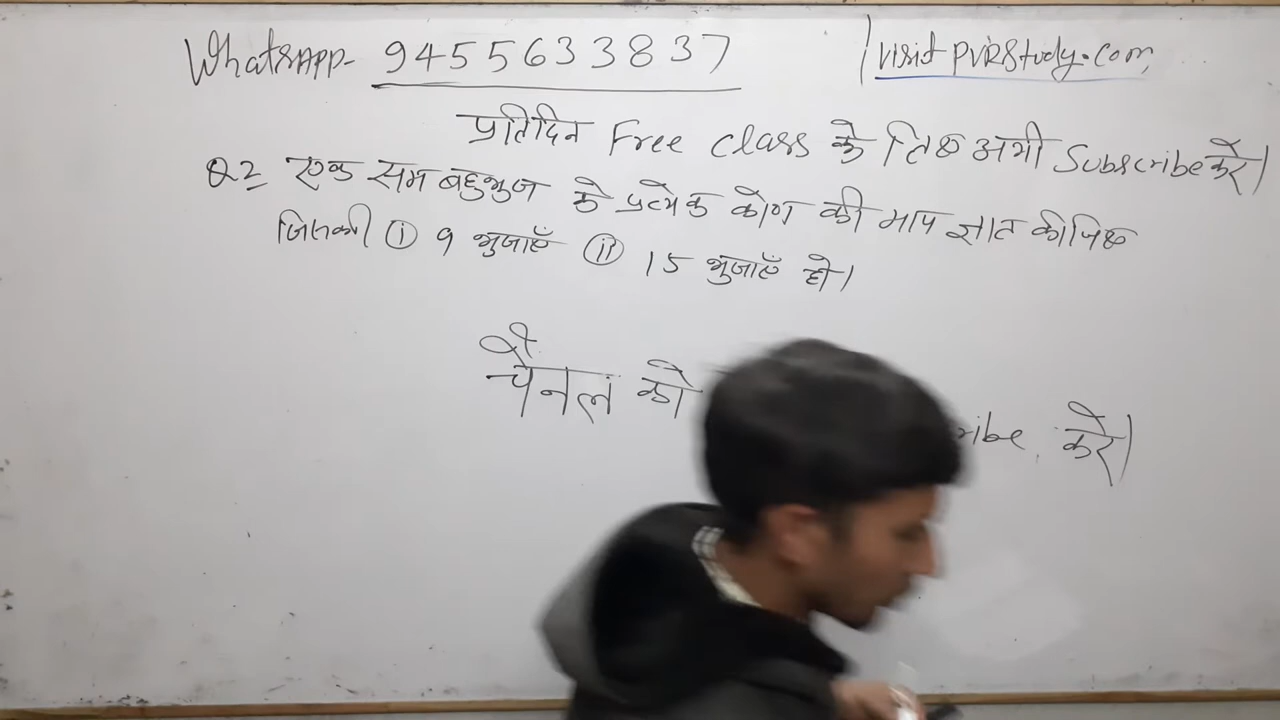 WhatsApp- 9455633837
visit PVRStudy.com
प्रतिदिन Free class के लिए अभी Subscribe करें।
Q2 एक सम बहुभुज के प्रत्येक कोण की माप ज्ञात कीजिए
जिसकी (i) 9 भुजाएँ (ii) 15 भुजाएँ हो।
चैनल को ribe करें।